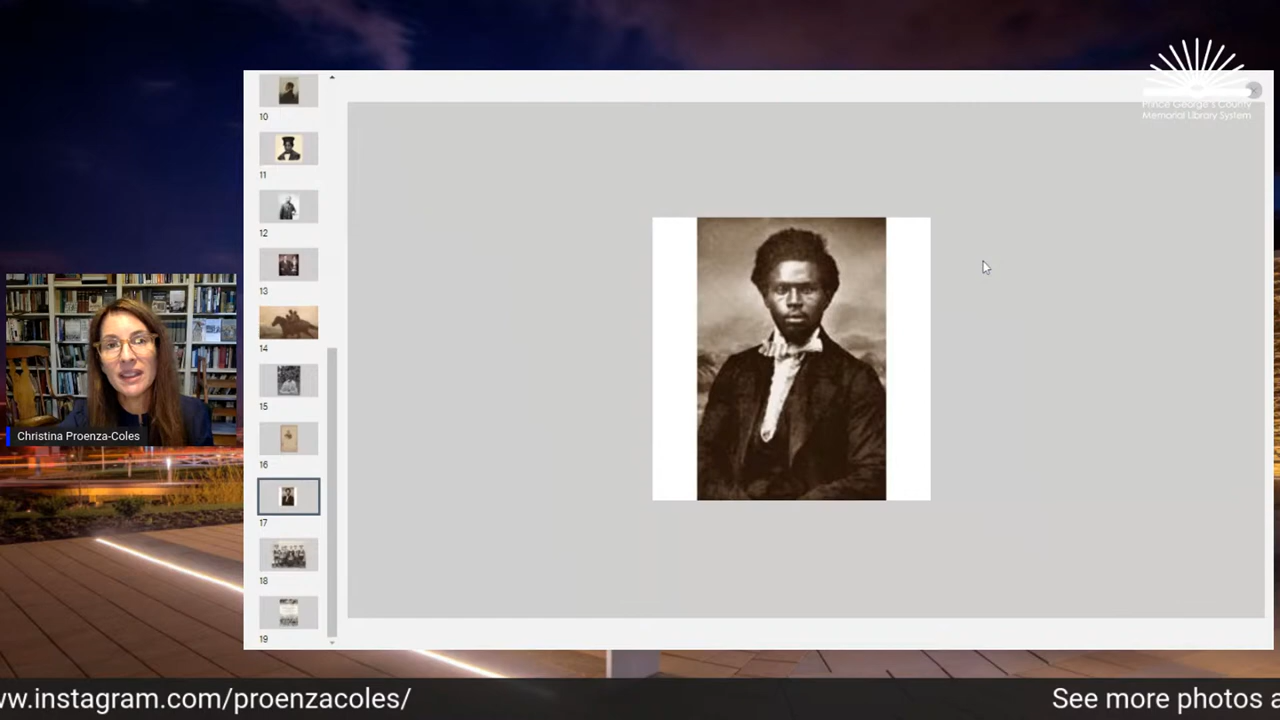 Prince George's County
Memorial Library System
10
11
12
13
14
15
16
17
18
19
Christina Proenza-Coles
ww.instagram.com/proenzacoles/
See more photos a